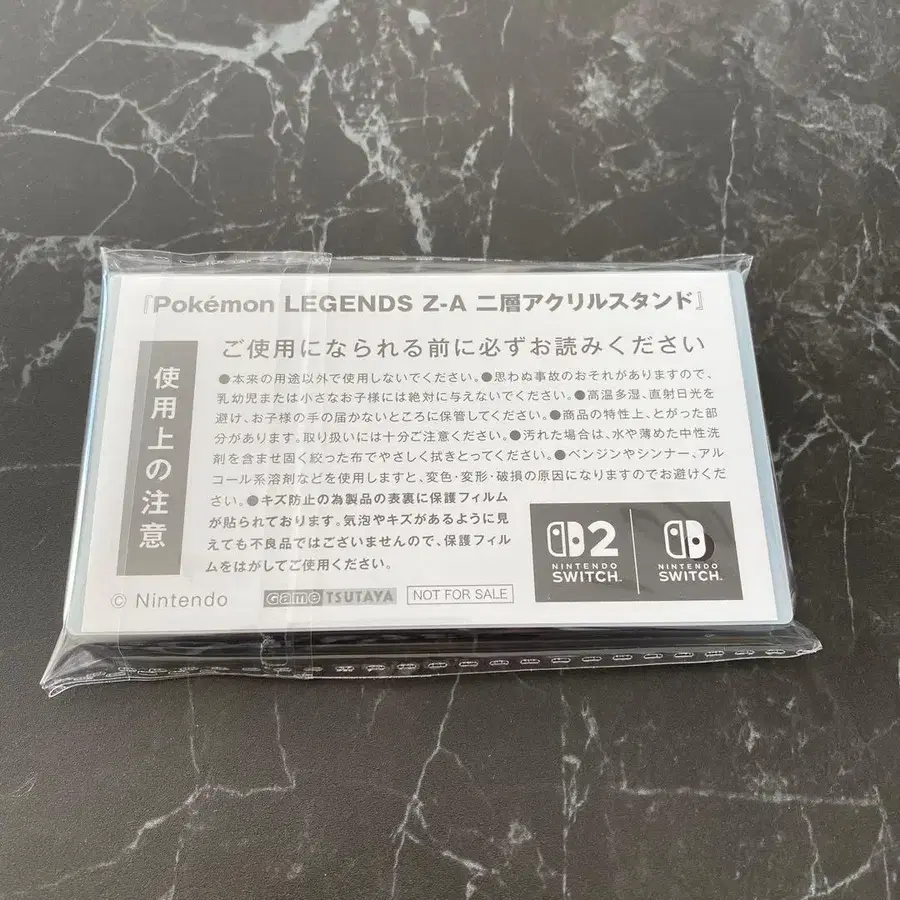 『Pokémon LEGENDS Z-A 二層アクリルスタンド』
使用上の注意
ご使用になられる前に必ずお読みください
●本来の用途以外で使用しないでください。●思わぬ事故のおそれがありますので、
乳幼児または小さなお子様には絶対に与えないでください。●高温多湿、直射日光を
避け、お子様の手の届かないところに保管してください。●商品の特性上、とがった部
分があります。取り扱いには十分ご注意ください。●汚れた場合は、水や薄めた中性洗
剤を含ませ固く絞った布でやさしく拭きとってください。●ベンジンやシンナー、アル
コール系溶剤などを使用しますと、変色・変形・破損の原因になりますのでお避けくだ
さい。●キズ防止の為製品の表裏に保護フィルム
が貼られております。気泡やキズがあるように見
えても不良品ではございませんので、保護フィル
ムをはがしてご使用ください。
2
NINTENDO
SWITCH™
NINTENDO
SWITCH™
© Nintendo
Game TSUTAYA
NOT FOR SALE